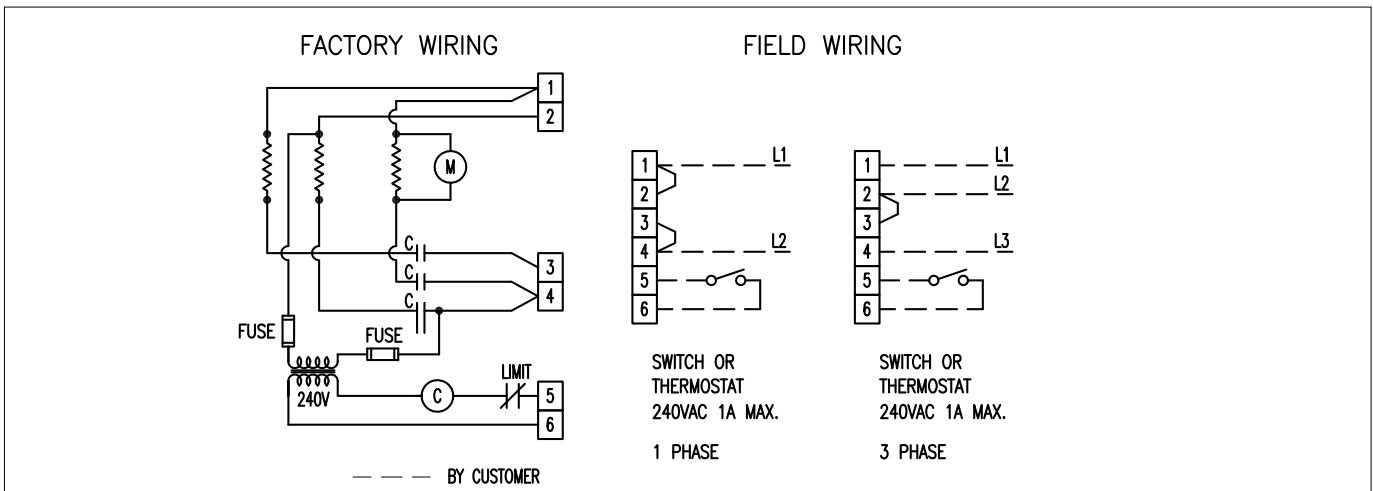 FACTORY WIRING
1
2
M
C
3
C
4
C
FUSE
FUSE
LIMIT
240V
C
5
6
BY CUSTOMER
FIELD WIRING
1
L1
2
3
4
L2
5
6
SWITCH OR
THERMOSTAT
240VAC 1A MAX.
1 PHASE
1
L1
2
L2
3
4
L3
5
6
SWITCH OR
THERMOSTAT
240VAC 1A MAX.
3 PHASE